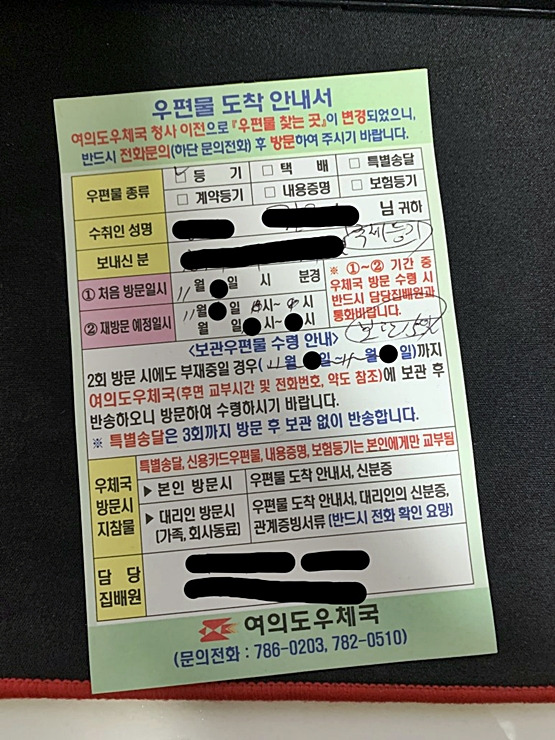 우편물 도착 안내서
여의도우체국 청사 이전으로 『우편물 찾는 곳』이 변경되었으니,
반드시 전화문의(하단 문의전화) 후 방문하여 주시기 바랍니다.
우편물 종류 ☑ 등 기 ☐ 택 배 ☐ 특별송달
☐ 계약등기 ☐ 내용증명 ☐ 보험등기
수취인 성명 님 귀하
보내신 분 (국제등기)
① 처음 방문일시 11월 일 시 분경
② 재방문 예정일시 11월 일 시~ 시
월 일 시~ 시
※ ①~② 기간 중
우체국 방문 수령 시
반드시 담당집배원과
통화바랍니다.
<보관우편물 수령 안내>
2회 방문 시에도 부재중일 경우(11월 일~11월 일)까지
여의도우체국(후면 교부시간 및 전화번호, 약도 참조)에 보관 후
반송하오니 방문하여 수령하시기 바랍니다.
※ 특별송달은 3회까지 방문 후 보관 없이 반송합니다.
특별송달, 신용카드우편물, 내용증명, 보험등기는 본인에게만 교부됨
우체국
방문시
지참물
▶ 본인 방문시 우편물 도착 안내서, 신분증
▶ 대리인 방문시
(가족, 회사동료)
우편물 도착 안내서, 대리인의 신분증,
관계증빙서류 (반드시 전화 확인 요망)
담 당
집배원
여의도우체국
(문의전화 : 786-0203, 782-0510)